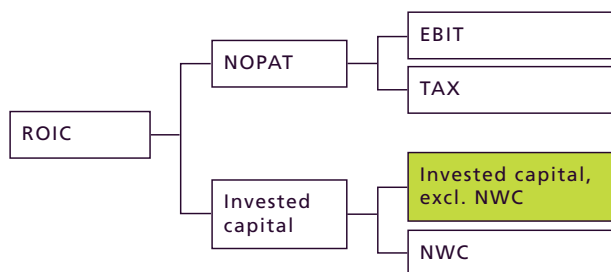 EBIT
NOPAT
TAX
ROIC
Invested capital,
excl. NWC
Invested
capital
NWC